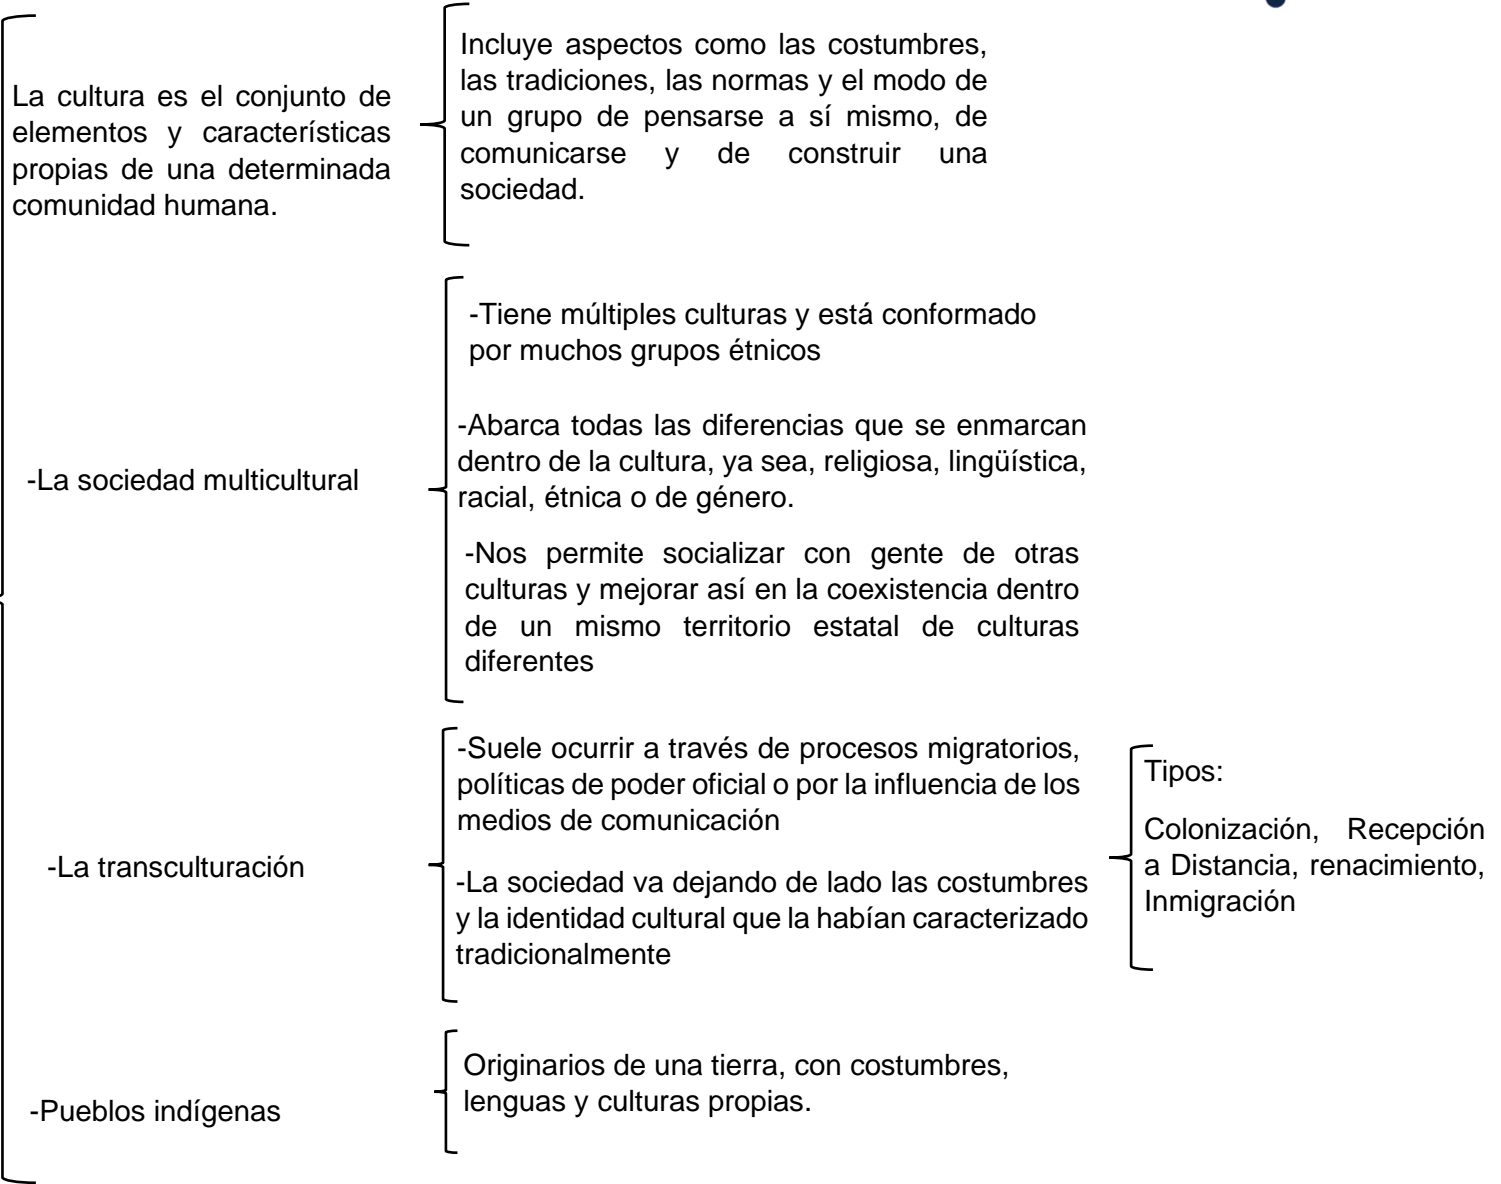 La cultura es el conjunto de
elementos y características
propias de una determinada
comunidad humana.
Incluye aspectos como las costumbres,
las tradiciones, las normas y el modo de
un grupo de pensarse a sí mismo, de
comunicarse y de construir una
sociedad.
-La sociedad multicultural
-Tiene múltiples culturas y está conformado
por muchos grupos étnicos
-Abarca todas las diferencias que se enmarcan
dentro de la cultura, ya sea, religiosa, lingüística,
racial, étnica o de género.
-Nos permite socializar con gente de otras
culturas y mejorar así en la coexistencia dentro
de un mismo territorio estatal de culturas
diferentes
-La transculturación
-Suele ocurrir a través de procesos migratorios,
políticas de poder oficial o por la influencia de los
medios de comunicación
-La sociedad va dejando de lado las costumbres
y la identidad cultural que la habían caracterizado
tradicionalmente
Tipos:
Colonización, Recepción
a Distancia, renacimiento,
Inmigración
-Pueblos indígenas
Originarios de una tierra, con costumbres,
lenguas y culturas propias.